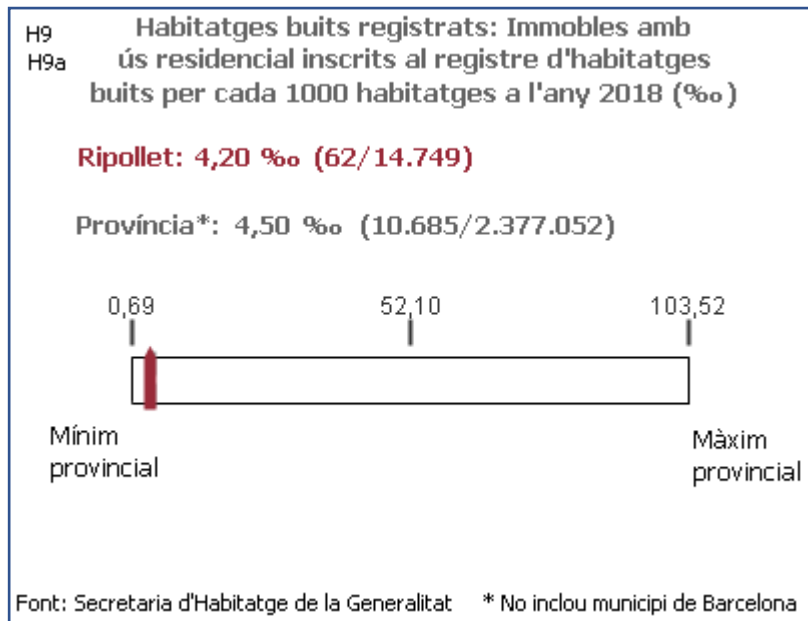 H9
H9a
Habitatges buits registrats: Immobles amb
ús residencial inscrits al registre d'habitatges
buits per cada 1000 habitatges a l'any 2018 (‰)
Ripollet: 4,20 ‰ (62/14.749)
Província*: 4,50 ‰ (10.685/2.377.052)
0,69 52,10 103,52
Mínim
provincial
Màxim
provincial
Font: Secretaria d'Habitatge de la Generalitat * No inclou municipi de Barcelona